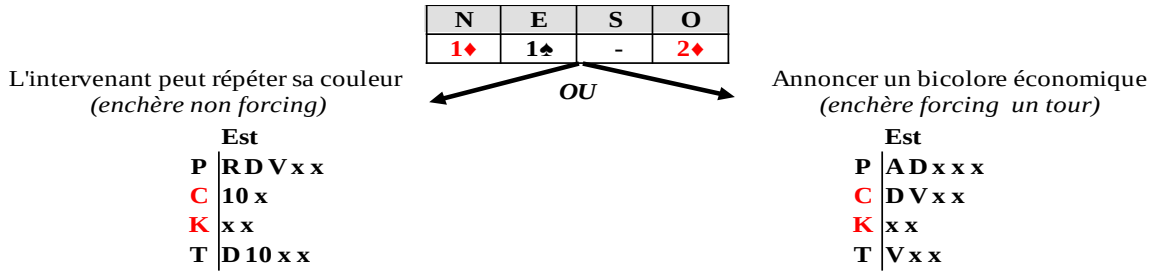 N E S O
1♦ 1♠ - 2♦
L'intervenant peut répéter sa couleur
(enchère non forcing)
OU
Annoncer un bicolore économique
(enchère forcing un tour)
Est
P R D V x x
C 10 x
K x x
T D 10 x x
Est
P A D x x x
C D V x x
K x x
T V x x